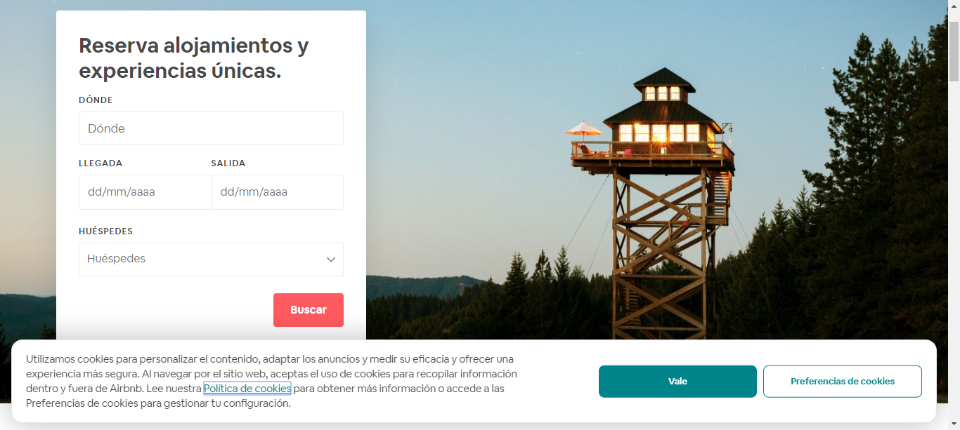 Reserva alojamientos y
experiencias únicas.
DÓNDE
Dónde
LLEGADA SALIDA
dd/mm/aaaa dd/mm/aaaa
HUÉSPEDES
Huéspedes
Buscar
Utilizamos cookies para personalizar el contenido, adaptar los anuncios y medir su eficacia y ofrecer una
experiencia más segura. Al navegar por el sitio web, aceptas el uso de cookies para recopilar información
dentro y fuera de Airbnb. Lee nuestra Política de cookies para obtener más información o accede a las
Preferencias de cookies para gestionar tu configuración.
Vale
Preferencias de cookies